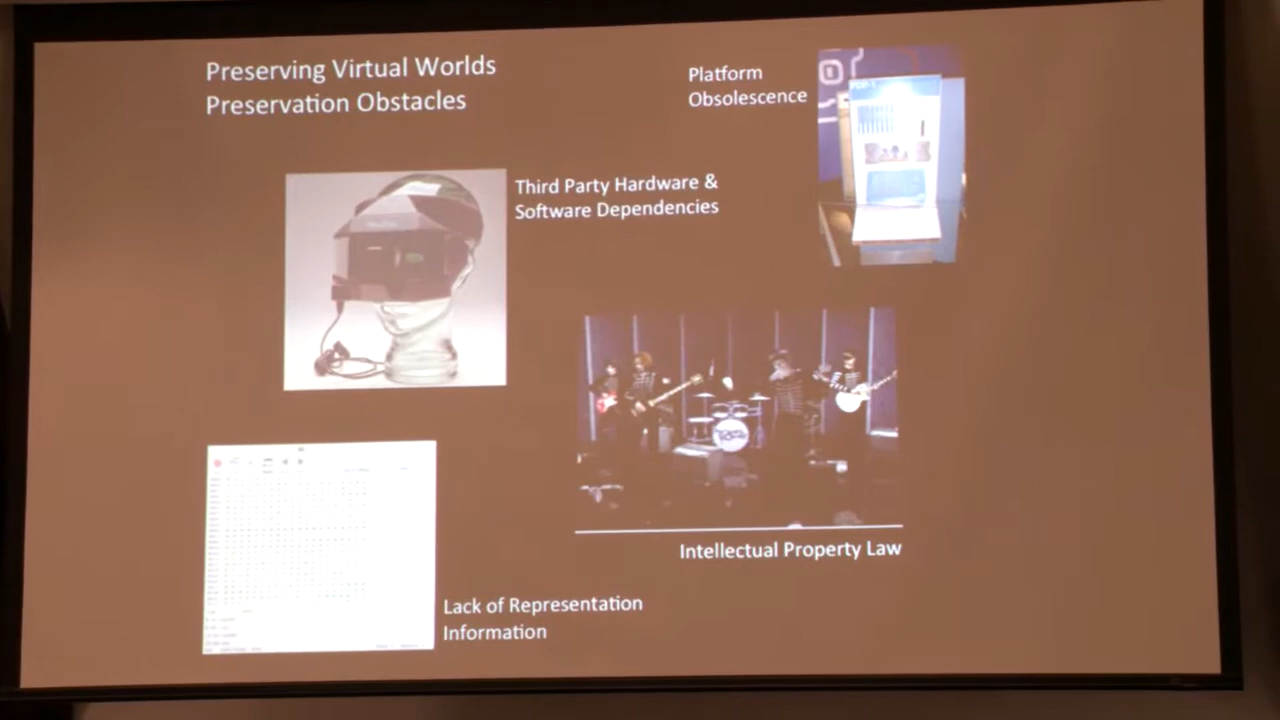 Preserving Virtual Worlds
Preservation Obstacles
Platform
Obsolescence
Third Party Hardware &
Software Dependencies
Intellectual Property Law
Lack of Representation
Information